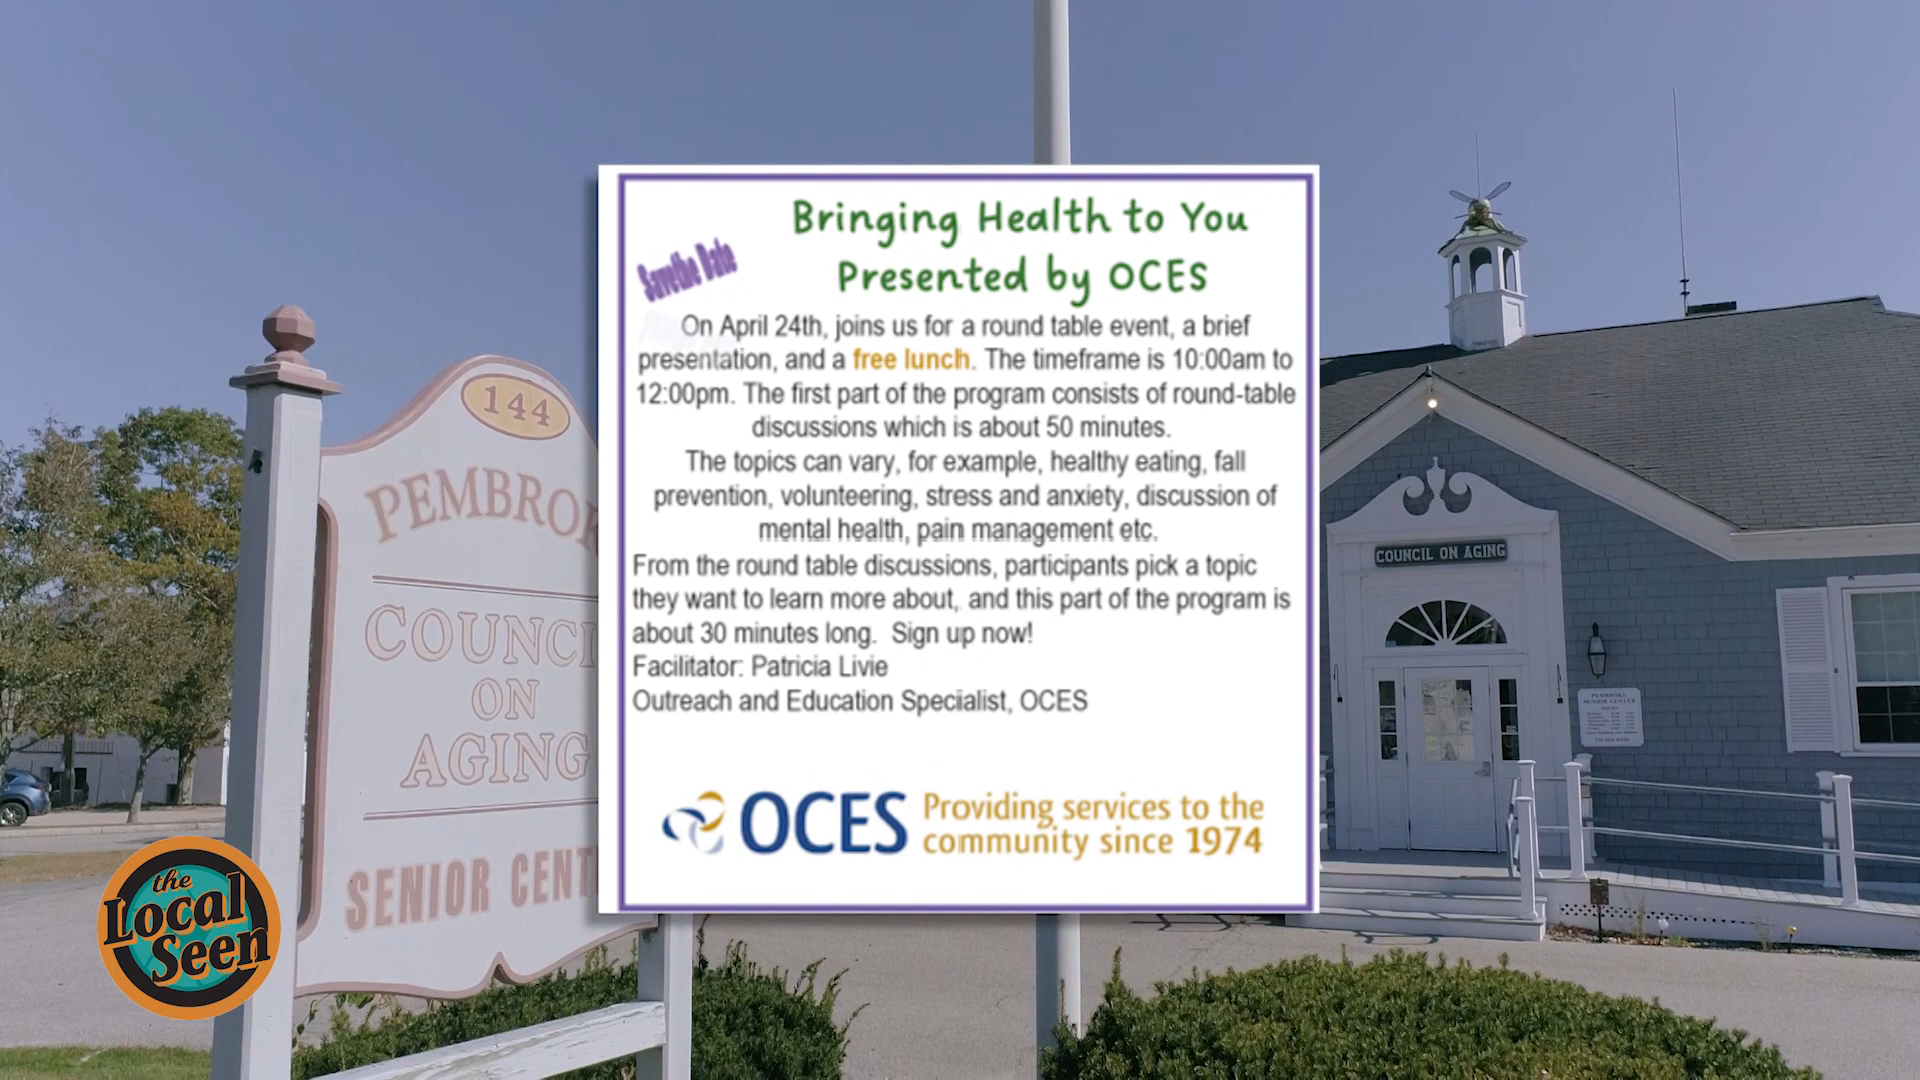 Bringing Health to You
Presented by OCES
Save the Date
On April 24th, joins us for a round table event, a brief
presentation, and a free lunch. The timeframe is 10:00am to
12:00pm. The first part of the program consists of round-table
discussions which is about 50 minutes.
The topics can vary, for example, healthy eating, fall
prevention, volunteering, stress and anxiety, discussion of
mental health, pain management etc.
From the round table discussions, participants pick a topic
they want to learn more about, and this part of the program is
about 30 minutes long. Sign up now!
Facilitator: Patricia Livie
Outreach and Education Specialist, OCES
OCES
Providing services to the
community since 1974
144
PEMBROK
COUNCI
ON
AGING
SENIOR CENT
COUNCIL ON AGING
PEMBROKE
SENIOR CENTER
the
Local
Seen